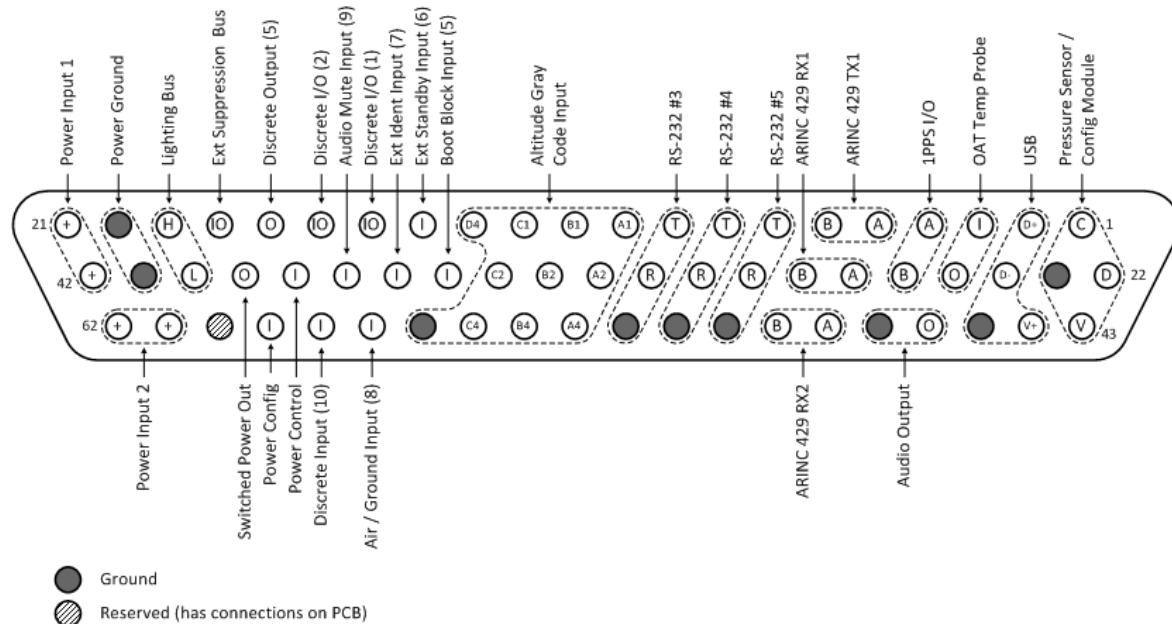 Power Input 1
Power Ground
Lighting Bus
Ext Suppression Bus
Discrete Output (5)
Discrete I/O (2)
Audio Mute Input (9)
Discrete I/O (1)
Ext Ident Input (7)
Ext Standby Input (6)
Boot Block Input (5)
Altitude Gray
Code Input
RS-232 #3
RS-232 #4
RS-232 #5
ARINC 429 RX1
ARINC 429 TX1
1PPS I/O
OAT Temp Probe
USB
Pressure Sensor /
Config Module
21 + H IO O IO IO I D4 C1 B1 A1 T T T B A A I D+ C 1
42 + L O I I I I C2 B2 A2 R R R B A B O D- D 22
62 + + I I I C4 B4 A4 B A O V+ V 43
Power Input 2
Switched Power Out
Power Config
Power Control
Discrete Input (10)
Air / Ground Input (8)
ARINC 429 RX2
Audio Output
Ground
Reserved (has connections on PCB)